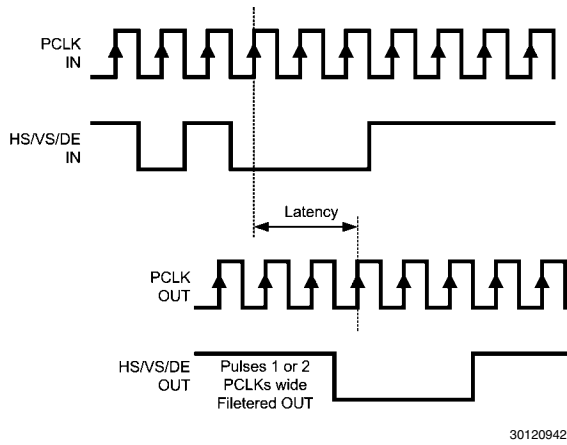 PCLK
IN
HS/VS/DE
IN
Latency
PCLK
OUT
HS/VS/DE
OUT
Pulses 1 or 2
PCLKs wide
Filetered OUT
30120942